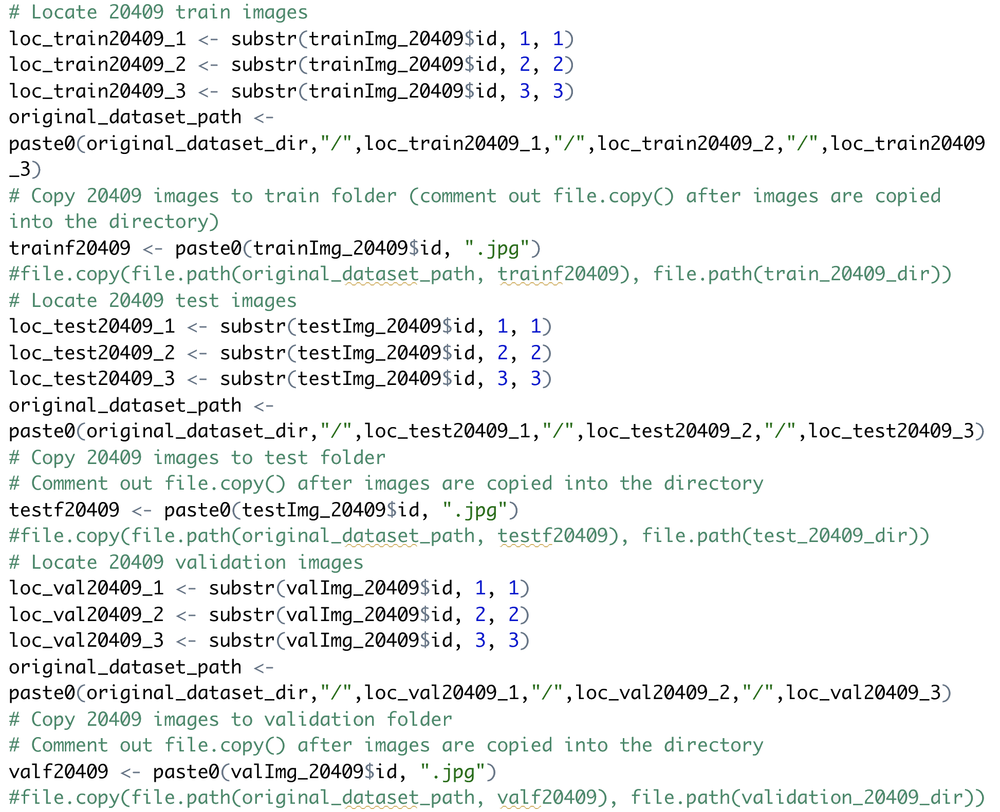 # Locate 20409 train images
loc_train20409_1 <- substr(trainImg_20409$id, 1, 1)
loc_train20409_2 <- substr(trainImg_20409$id, 2, 2)
loc_train20409_3 <- substr(trainImg_20409$id, 3, 3)
original_dataset_path <-
paste0(original_dataset_dir,"/",loc_train20409_1,"/",loc_train20409_2,"/",loc_train20409
_3)
# Copy 20409 images to train folder (comment out file.copy() after images are copied
into the directory)
trainf20409 <- paste0(trainImg_20409$id, ".jpg")
#file.copy(file.path(original_dataset_path, trainf20409), file.path(train_20409_dir))
# Locate 20409 test images
loc_test20409_1 <- substr(testImg_20409$id, 1, 1)
loc_test20409_2 <- substr(testImg_20409$id, 2, 2)
loc_test20409_3 <- substr(testImg_20409$id, 3, 3)
original_dataset_path <-
paste0(original_dataset_dir,"/",loc_test20409_1,"/",loc_test20409_2,"/",loc_test20409_3)
# Copy 20409 images to test folder
# Comment out file.copy() after images are copied into the directory
testf20409 <- paste0(testImg_20409$id, ".jpg")
#file.copy(file.path(original_dataset_path, testf20409), file.path(test_20409_dir))
# Locate 20409 validation images
loc_val20409_1 <- substr(valImg_20409$id, 1, 1)
loc_val20409_2 <- substr(valImg_20409$id, 2, 2)
loc_val20409_3 <- substr(valImg_20409$id, 3, 3)
original_dataset_path <-
paste0(original_dataset_dir,"/",loc_val20409_1,"/",loc_val20409_2,"/",loc_val20409_3)
# Copy 20409 images to validation folder
# Comment out file.copy() after images are copied into the directory
valf20409 <- paste0(valImg_20409$id, ".jpg")
#file.copy(file.path(original_dataset_path, valf20409), file.path(validation_20409_dir))